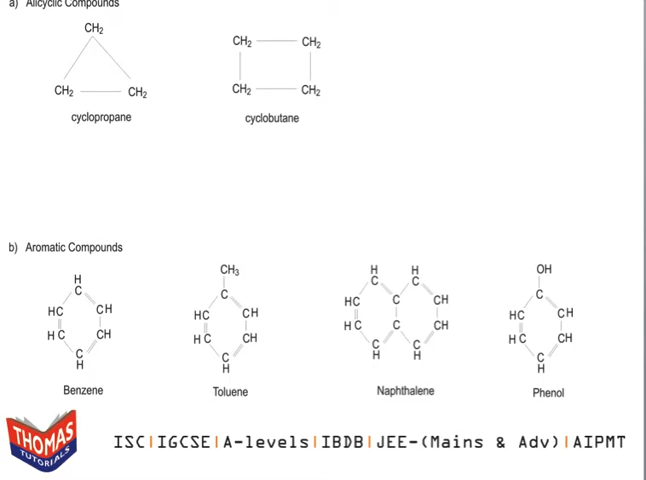 a) Alicyclic Compounds
CH2
CH2 CH2
CH2 CH2
CH2 CH2
cyclopropane
cyclobutane
b) Aromatic Compounds
H
C
HC CH
HC CH
C
H
Benzene
CH3
C
HC CH
HC CH
C
H
Toluene
H H
C C
HC C CH
HC C CH
C C
H H
Naphthalene
OH
C
HC CH
HC CH
C
H
Phenol
THOMAS
TUTORIALS
ISC|IGCSE|A-levels|IBDB|JEE-(Mains & Adv)|AIPMT